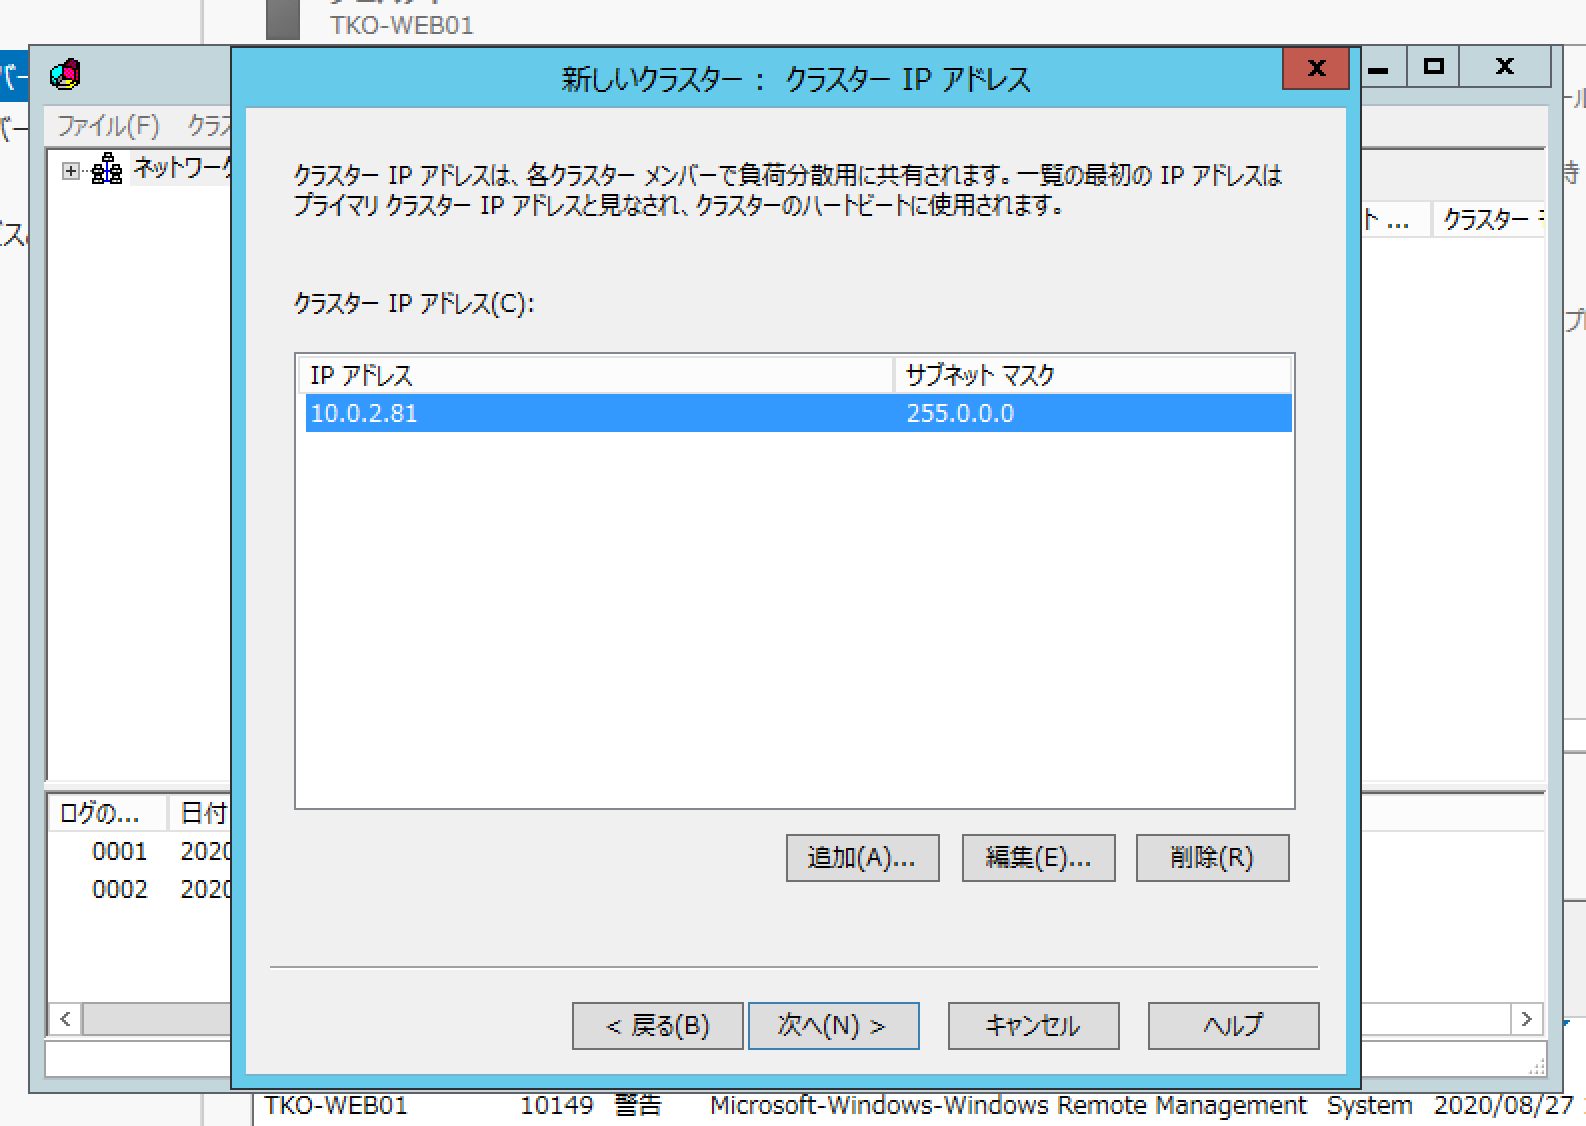 TKO-WEB01
新しいクラスター : クラスター IP アドレス
ファイル(F)
ネットワーク
クラスター IP アドレスは、各クラスター メンバーで負荷分散用に共有されます。一覧の最初の IP アドレスは
プライマリ クラスター IP アドレスと見なされ、クラスターのハートビートに使用されます。
ト ... クラスター
クラスター IP アドレス(C):
IP アドレス サブネット マスク
10.0.2.81 255.0.0.0
追加(A)... 編集(E)... 削除(R)
< 戻る(B) 次へ(N) > キャンセル ヘルプ
ログの... 日付
0001 2020
0002 2020
TKO-WEB01 10149 警告 Microsoft-Windows-Windows Remote Management System 2020/08/27